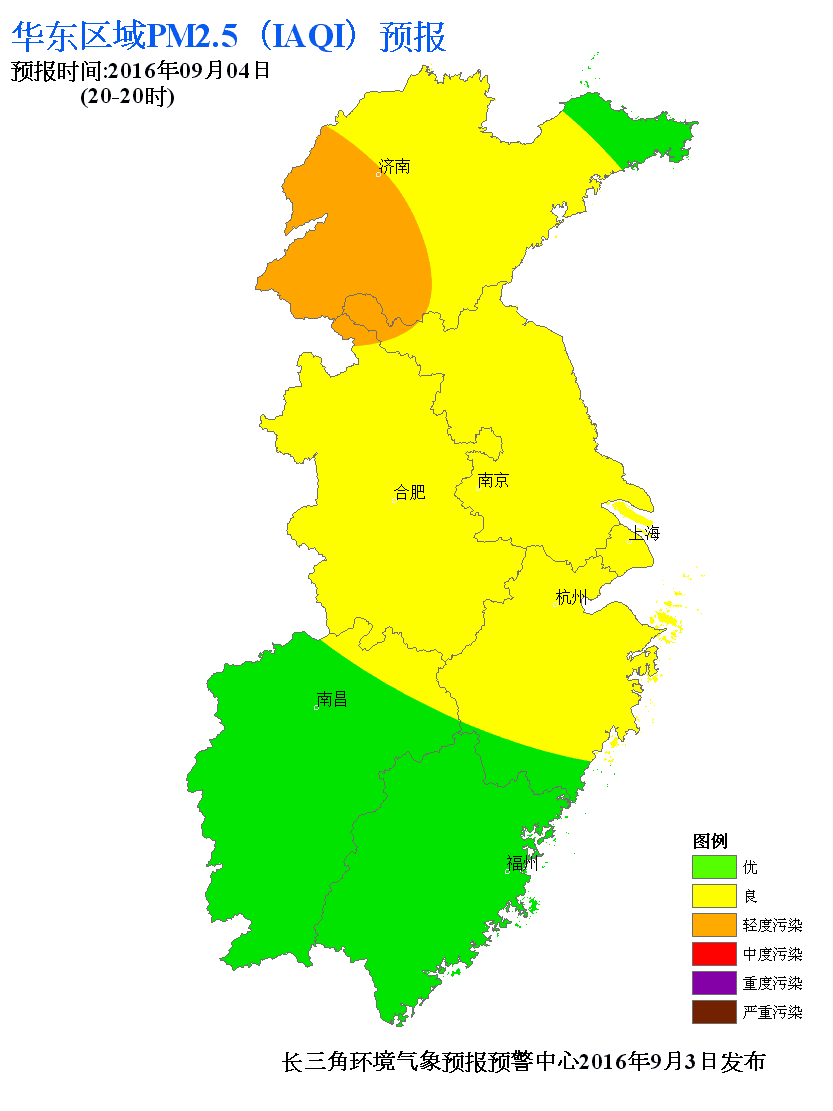 华东区域PM2.5（IAQI）预报
预报时间:2016年09月04日
(20-20时)
济南
合肥
南京
上海
杭州
南昌
福州
图例
优
良
轻度污染
中度污染
重度污染
严重污染
长三角环境气象预报预警中心2016年9月3日发布